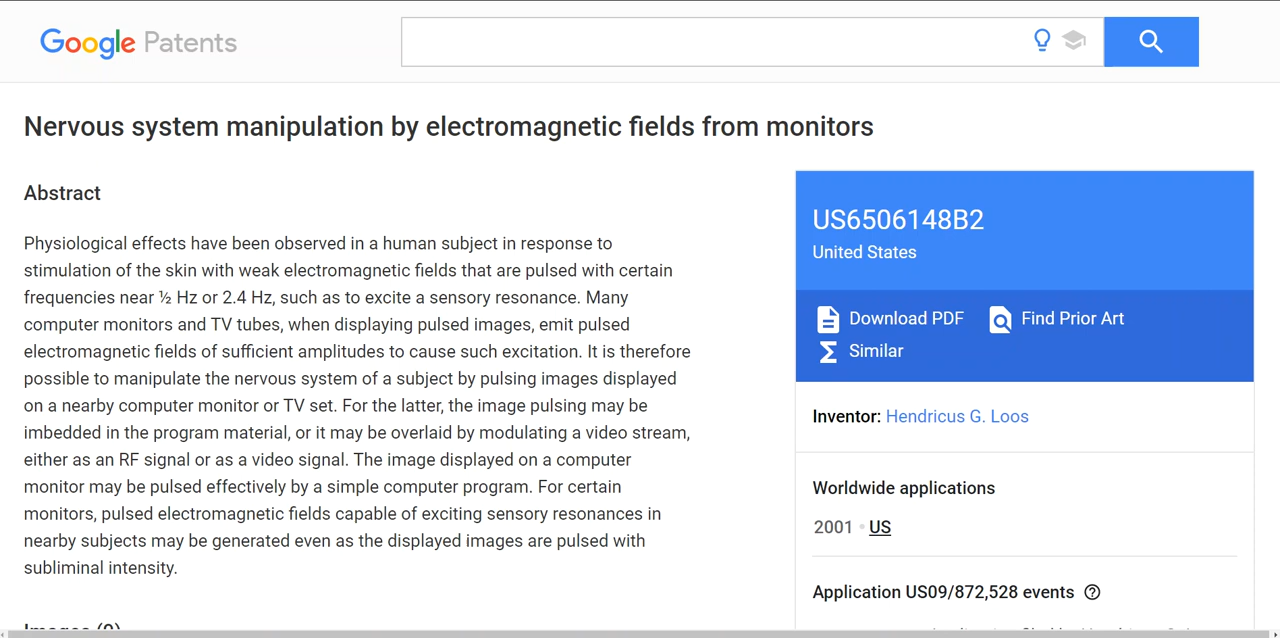 Google Patents
Nervous system manipulation by electromagnetic fields from monitors
Abstract
Physiological effects have been observed in a human subject in response to
stimulation of the skin with weak electromagnetic fields that are pulsed with certain
frequencies near ½ Hz or 2.4 Hz, such as to excite a sensory resonance. Many
computer monitors and TV tubes, when displaying pulsed images, emit pulsed
electromagnetic fields of sufficient amplitudes to cause such excitation. It is therefore
possible to manipulate the nervous system of a subject by pulsing images displayed
on a nearby computer monitor or TV set. For the latter, the image pulsing may be
imbedded in the program material, or it may be overlaid by modulating a video stream,
either as an RF signal or as a video signal. The image displayed on a computer
monitor may be pulsed effectively by a simple computer program. For certain
monitors, pulsed electromagnetic fields capable of exciting sensory resonances in
nearby subjects may be generated even as the displayed images are pulsed with
subliminal intensity.
US6506148B2
United States
Download PDF Find Prior Art
Similar
Inventor: Hendricus G. Loos
Worldwide applications
2001 • US
Application US09/872,528 events